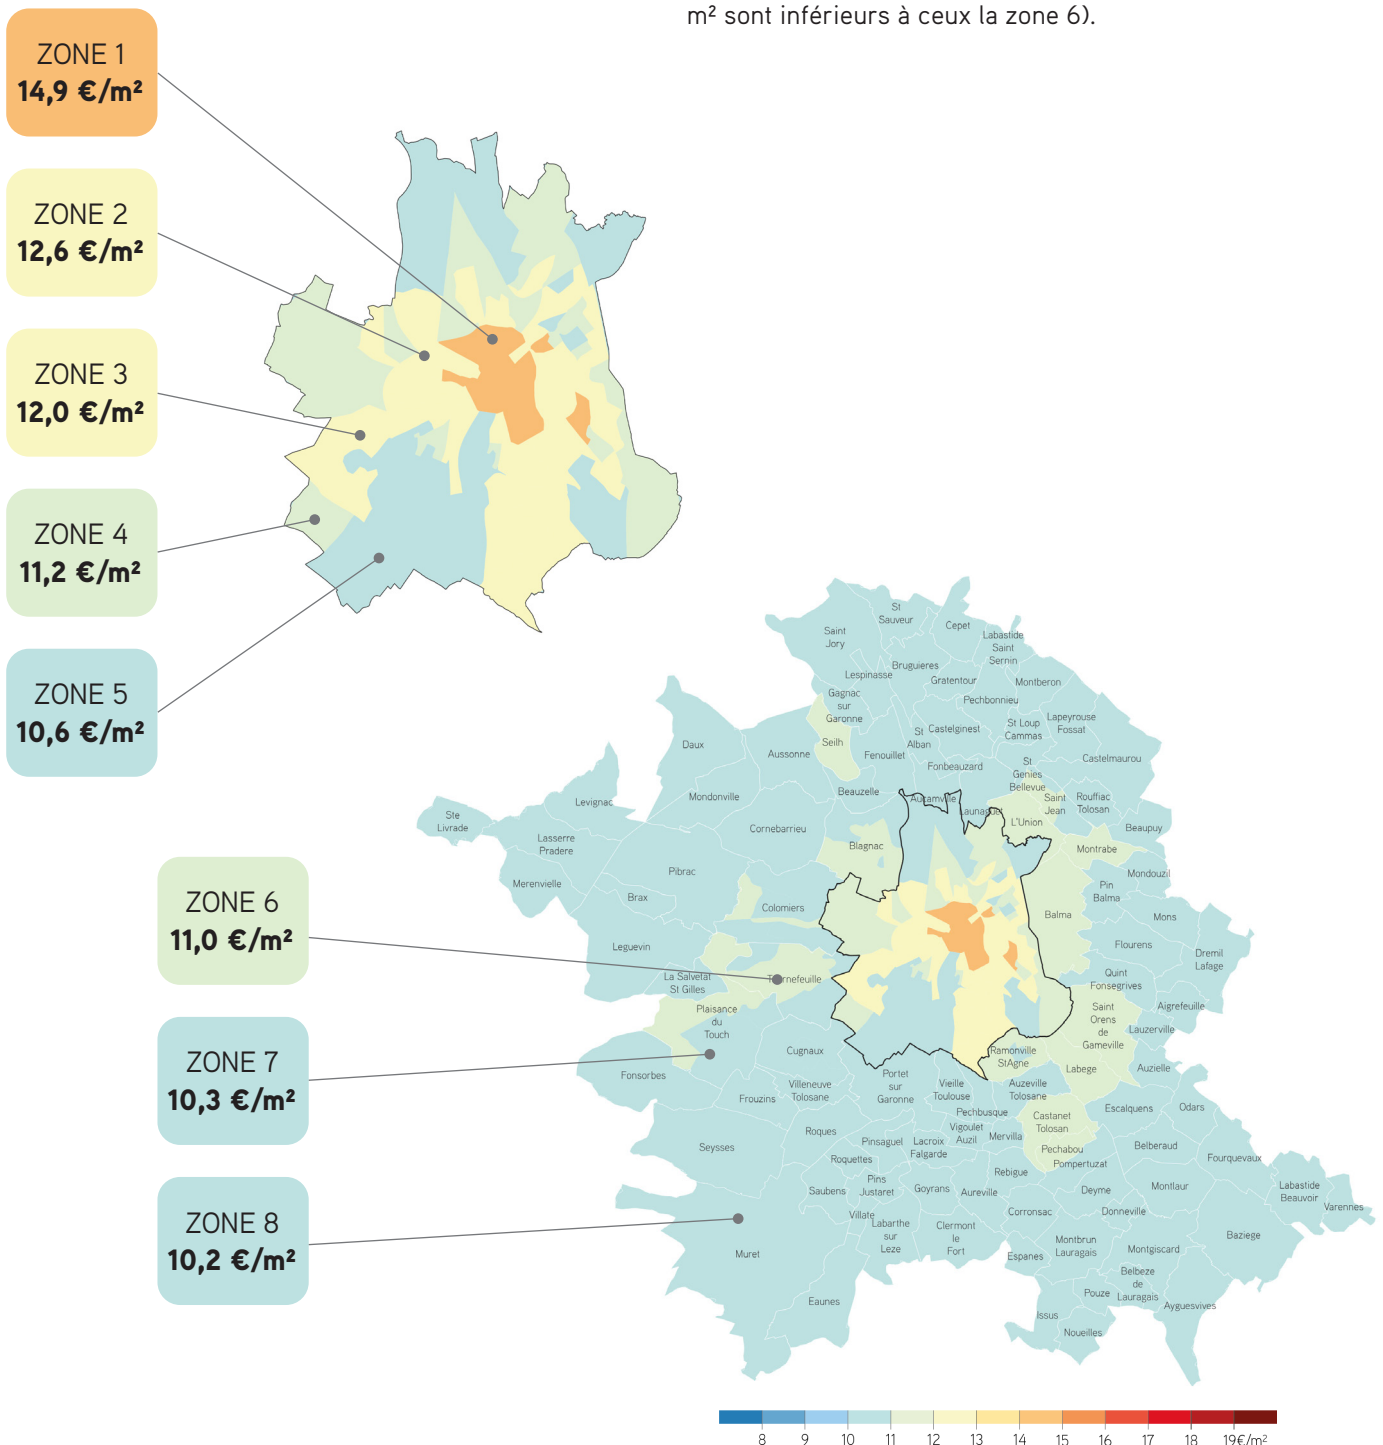 m² sont inférieurs à ceux la zone 6).
ZONE 1
14,9 €/m²
ZONE 2
12,6 €/m²
ZONE 3
12,0 €/m²
ZONE 4
11,2 €/m²
ZONE 5
10,6 €/m²
ZONE 6
11,0 €/m²
ZONE 7
10,3 €/m²
ZONE 8
10,2 €/m²
St
Sauveur
Cepet
Saint
Jory
Labastide
Saint
Sernin
Bruguieres
Lespinasse
Gratentour
Montberon
Gagnac
sur
Garonne
Pechbonnieu
St Loup
Cammas
Lapeyrouse
Fossat
St
Alban
Castelginest
Seilh
Daux
Aussonne
Fenouillet
Fonbeauzard
St
Genies
Bellevue
Castelmaurou
Mondonville
Beauzelle
Aucamville
Launaguet
Saint
Jean
Rouffiac
Tolosan
L'Union
Beaupuy
Levignac
Ste
Livrade
Cornebarrieu
Lasserre
Pradere
Blagnac
Montrabe
Pibrac
Mondouzil
Merenvielle
Pin
Balma
Brax
Colomiers
Balma
Mons
Leguevin
Flourens
Dremil
Lafage
La Salvetat
St Gilles
Tournefeuille
Quint
Fonsegrives
Plaisance
du
Touch
Saint
Orens
de
Gameville
Aigrefeuille
Lauzerville
Cugnaux
Ramonville
StAgne
Fonsorbes
Labege
Auzielle
Frouzins
Villeneuve
Tolosane
Portet
sur
Garonne
Vieille
Toulouse
Auzeville
Tolosane
Pechbusque
Escalquens
Odars
Castanet
Tolosan
Roques
Vigoulet
Auzil
Mervilla
Seysses
Pinsaguel
Lacroix
Falgarde
Pechabou
Belberaud
Roquettes
Pompertuzat
Fourquevaux
Rebigue
Saubens
Pins
Justaret
Goyrans
Aureville
Deyme
Montlaur
Labastide
Beauvoir
Varennes
Villate
Corronsac
Donneville
Labarthe
sur
Leze
Clermont
le
Fort
Baziege
Muret
Espanes
Montbrun
Lauragais
Montgiscard
Belbeze
de
Lauragais
Pouze
Eaunes
Issus
Ayguesvives
Noueilles
8 9 10 11 12 13 14 15 16 17 18 19€/m²